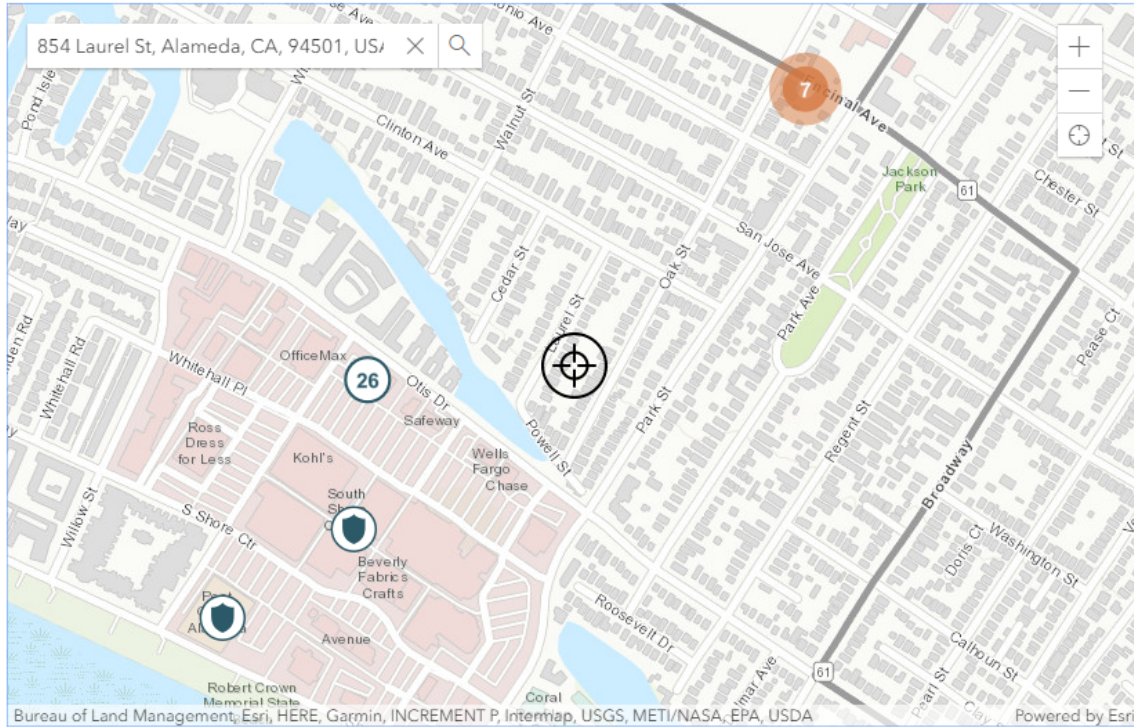 854 Laurel St, Alameda, CA, 94501, USA
Pond Isle
Clinton Ave
Walnut St
7
Encinal Ave
Jackson
Park
61
Chester St
San Jose Ave
Cedar St
Laurel St
Oak St
Park Ave
Pease Ct
Whitehall Rd
Whitehall Pl
OfficeMax
26
Otis Dr
Safeway
Park St
Regent St
Ross
Dress
for Less
Kohl's
Wells
Fargo
Chase
Powell St
Broadway
Willow St
S Shore Ctr
South
Beverly
Fabrics
Crafts
Doris Ct
Washington St
Avenue
Roosevelt Dr
Calhoun St
61
Pearl St
Robert Crown
Memorial State
Coral
Bureau of Land Management, Esri, HERE, Garmin, INCREMENT P, Intermap, USGS, METI/NASA, EPA, USDA
Powered by Esri